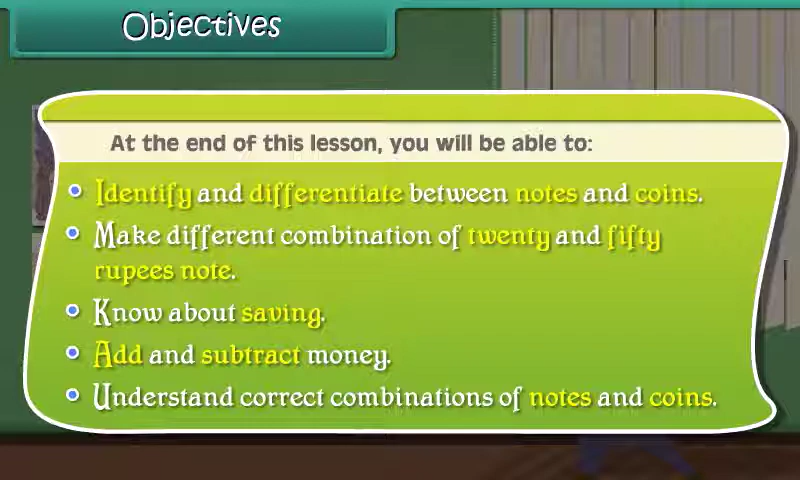 Objectives
At the end of this lesson, you will be able to:
Identify and differentiate between notes and coins.
Make different combination of twenty and fifty
rupees note.
Know about saving.
Add and subtract money.
Understand correct combinations of notes and coins.